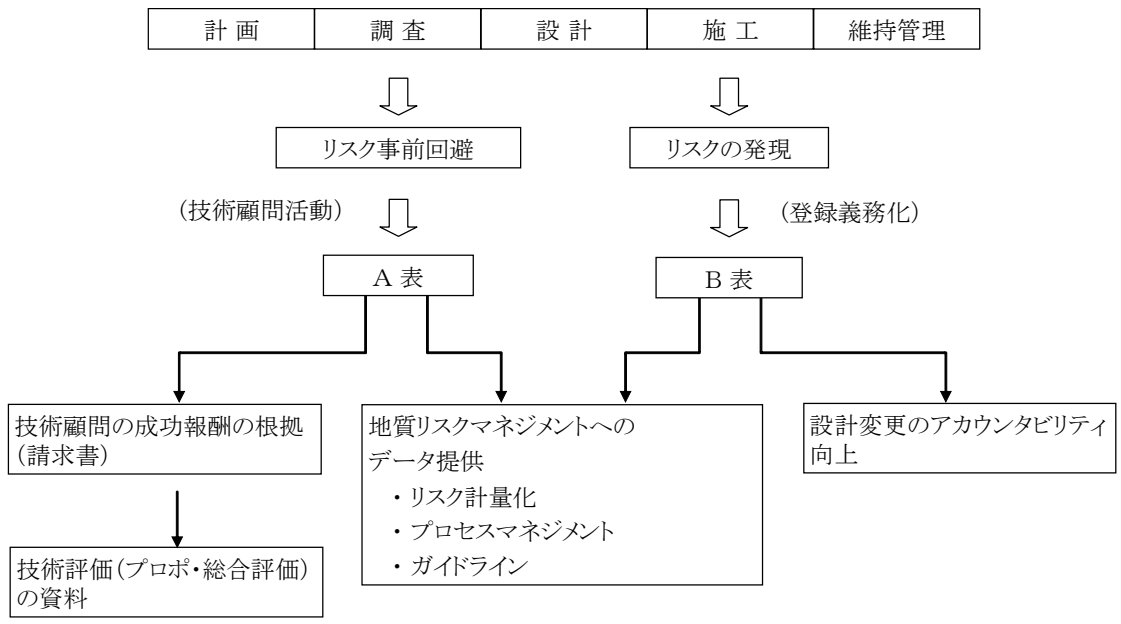 計 画
調 査
設 計
施 工
維持管理
リスク事前回避
リスクの発現
(技術顧問活動)
(登録義務化)
A 表
B 表
技術顧問の成功報酬の根拠
(請求書)
地質リスクマネジメントへの
データ提供
・リスク計量化
・プロセスマネジメント
・ガイドライン
設計変更のアカウンタビリティ
向上
技術評価(プロポ・総合評価)
の資料